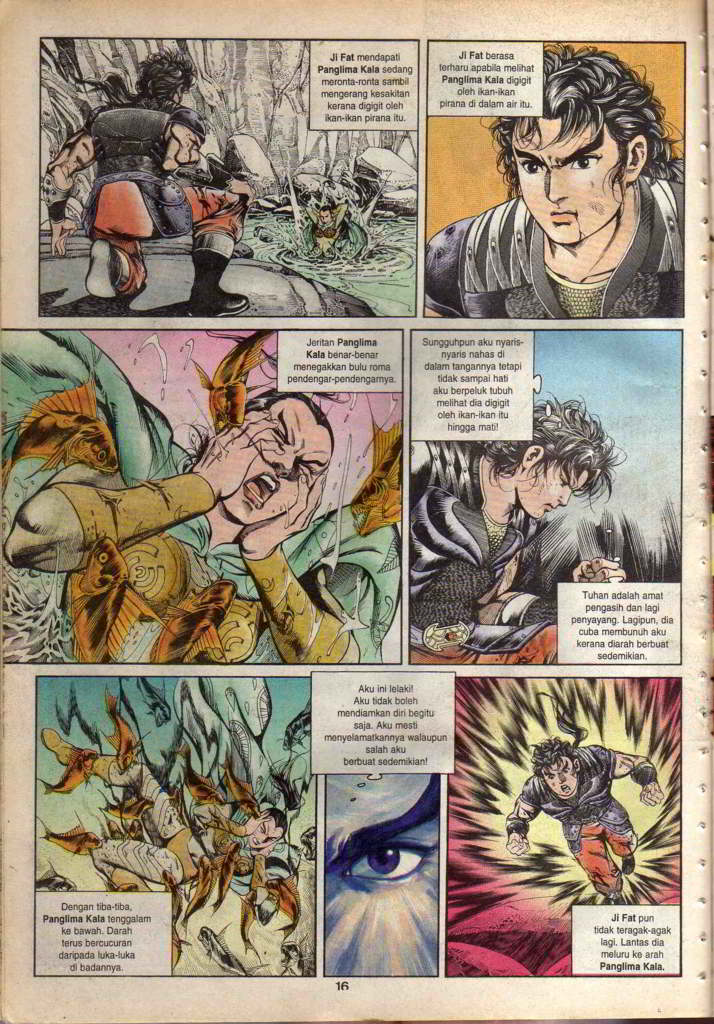 Ji Fat mendapati
Panglima Kala sedang
meronta-ronta sambil
mengerang kesakitan
kerana digigit oleh
ikan-ikan pirana itu.
Ji Fat berasa
terharu apabila melihat
Panglima Kala digigit
oleh ikan-ikan
pirana di dalam air itu.
Jeritan Panglima
Kala benar-benar
menegakkan bulu roma
pendengar-pendengarnya.
Sungguhpun aku nyaris-
nyaris nahas di
dalam tangannya tetapi
tidak sampai hati
aku berpeluk tubuh
melihat dia digigit
oleh ikan-ikan itu
hingga mati!
Tuhan adalah amat
pengasih dan lagi
penyayang. Lagipun, dia
cuba membunuh aku
kerana diarah berbuat
sedemikian.
Dengan tiba-tiba,
Panglima Kala tenggalam
ke bawah. Darah
terus bercucuran
daripada luka-luka
di badannya.
Aku ini lelaki!
Aku tidak boleh
mendiamkan diri begitu
saja. Aku mesti
menyelamatkannya walaupun
salah aku
berbuat sedemikian!
Ji Fat pun
tidak teragak-agak
lagi. Lantas dia
meluru ke arah
Panglima Kala.
16